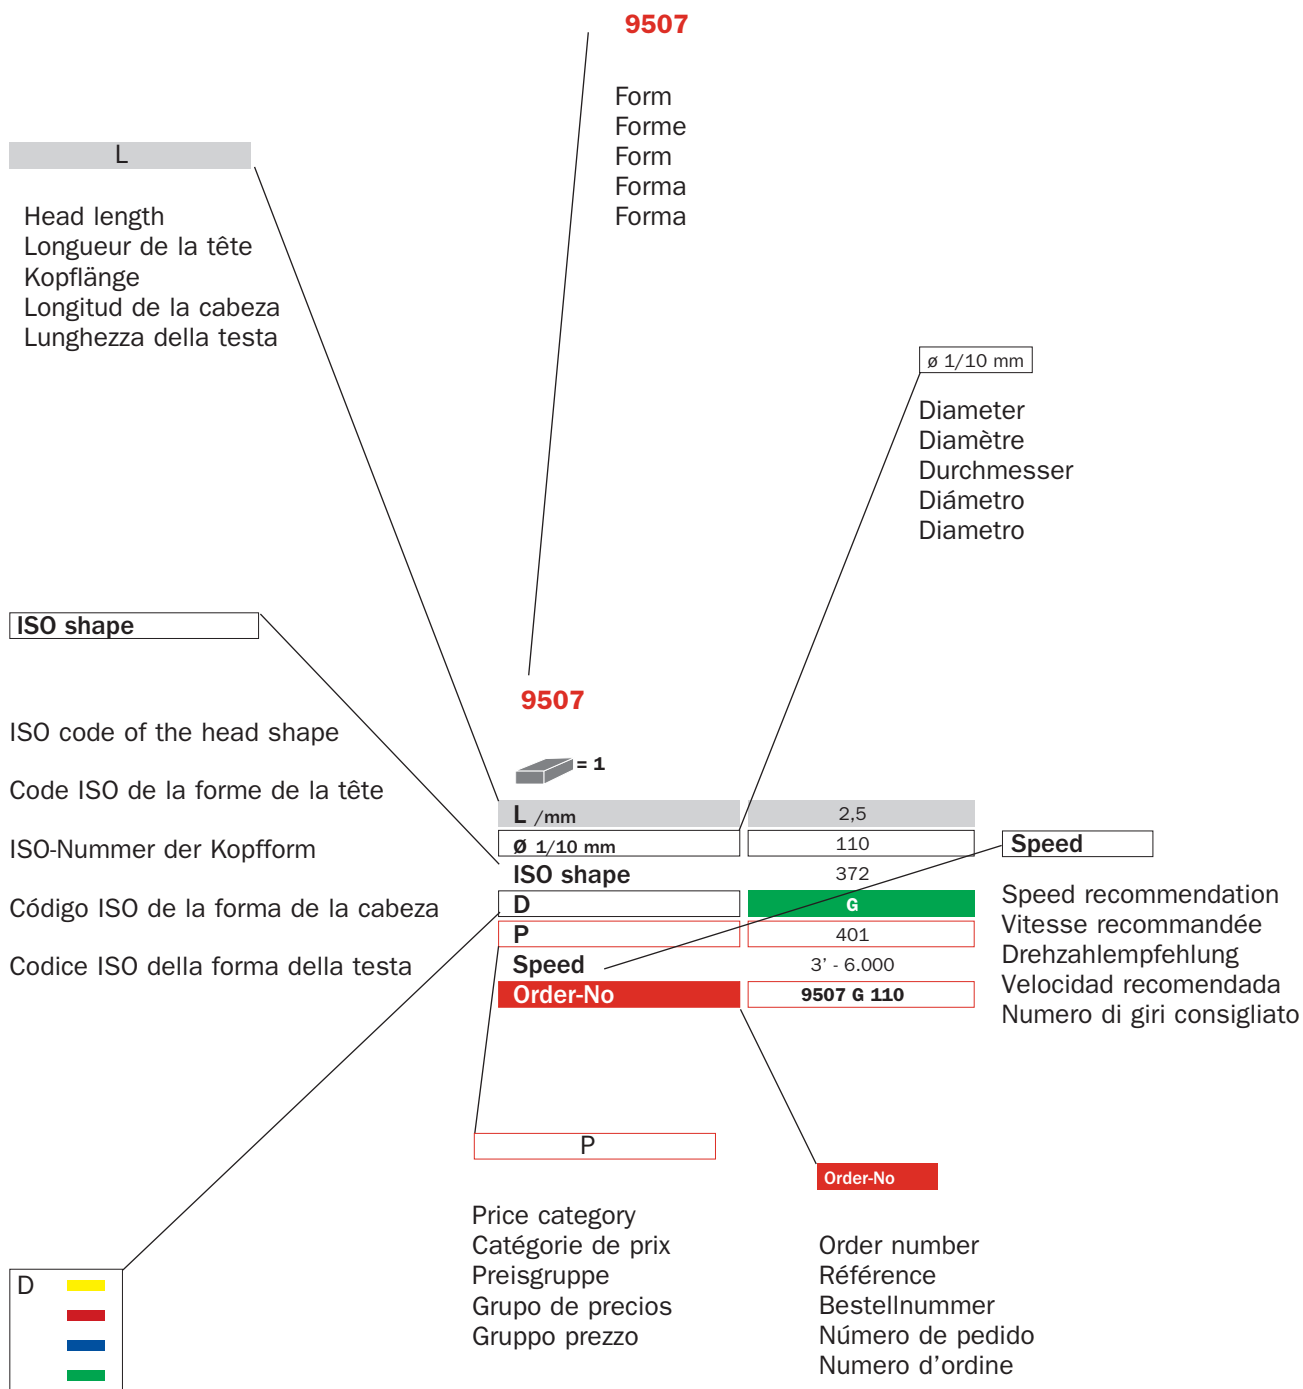 9507
Form
Forme
Form
Forma
Forma
L
Head length
Longueur de la tête
Kopflänge
Longitud de la cabeza
Lunghezza della testa
ø 1/10 mm
Diameter
Diamètre
Durchmesser
Diámetro
Diametro
ISO shape
ISO code of the head shape
Code ISO de la forme de la tête
ISO-Nummer der Kopfform
Código ISO de la forma de la cabeza
Codice ISO della forma della testa
9507
= 1
L /mm 2,5
Ø 1/10 mm 110
ISO shape 372
D G
P 401
Speed 3' - 6.000
Order-No 9507 G 110
Speed
Speed recommendation
Vitesse recommandée
Drehzahlempfehlung
Velocidad recomendada
Numero di giri consigliato
P
Price category
Catégorie de prix
Preisgruppe
Grupo de precios
Gruppo prezzo
Order-No
Order number
Référence
Bestellnummer
Número de pedido
Numero d’ordine
D